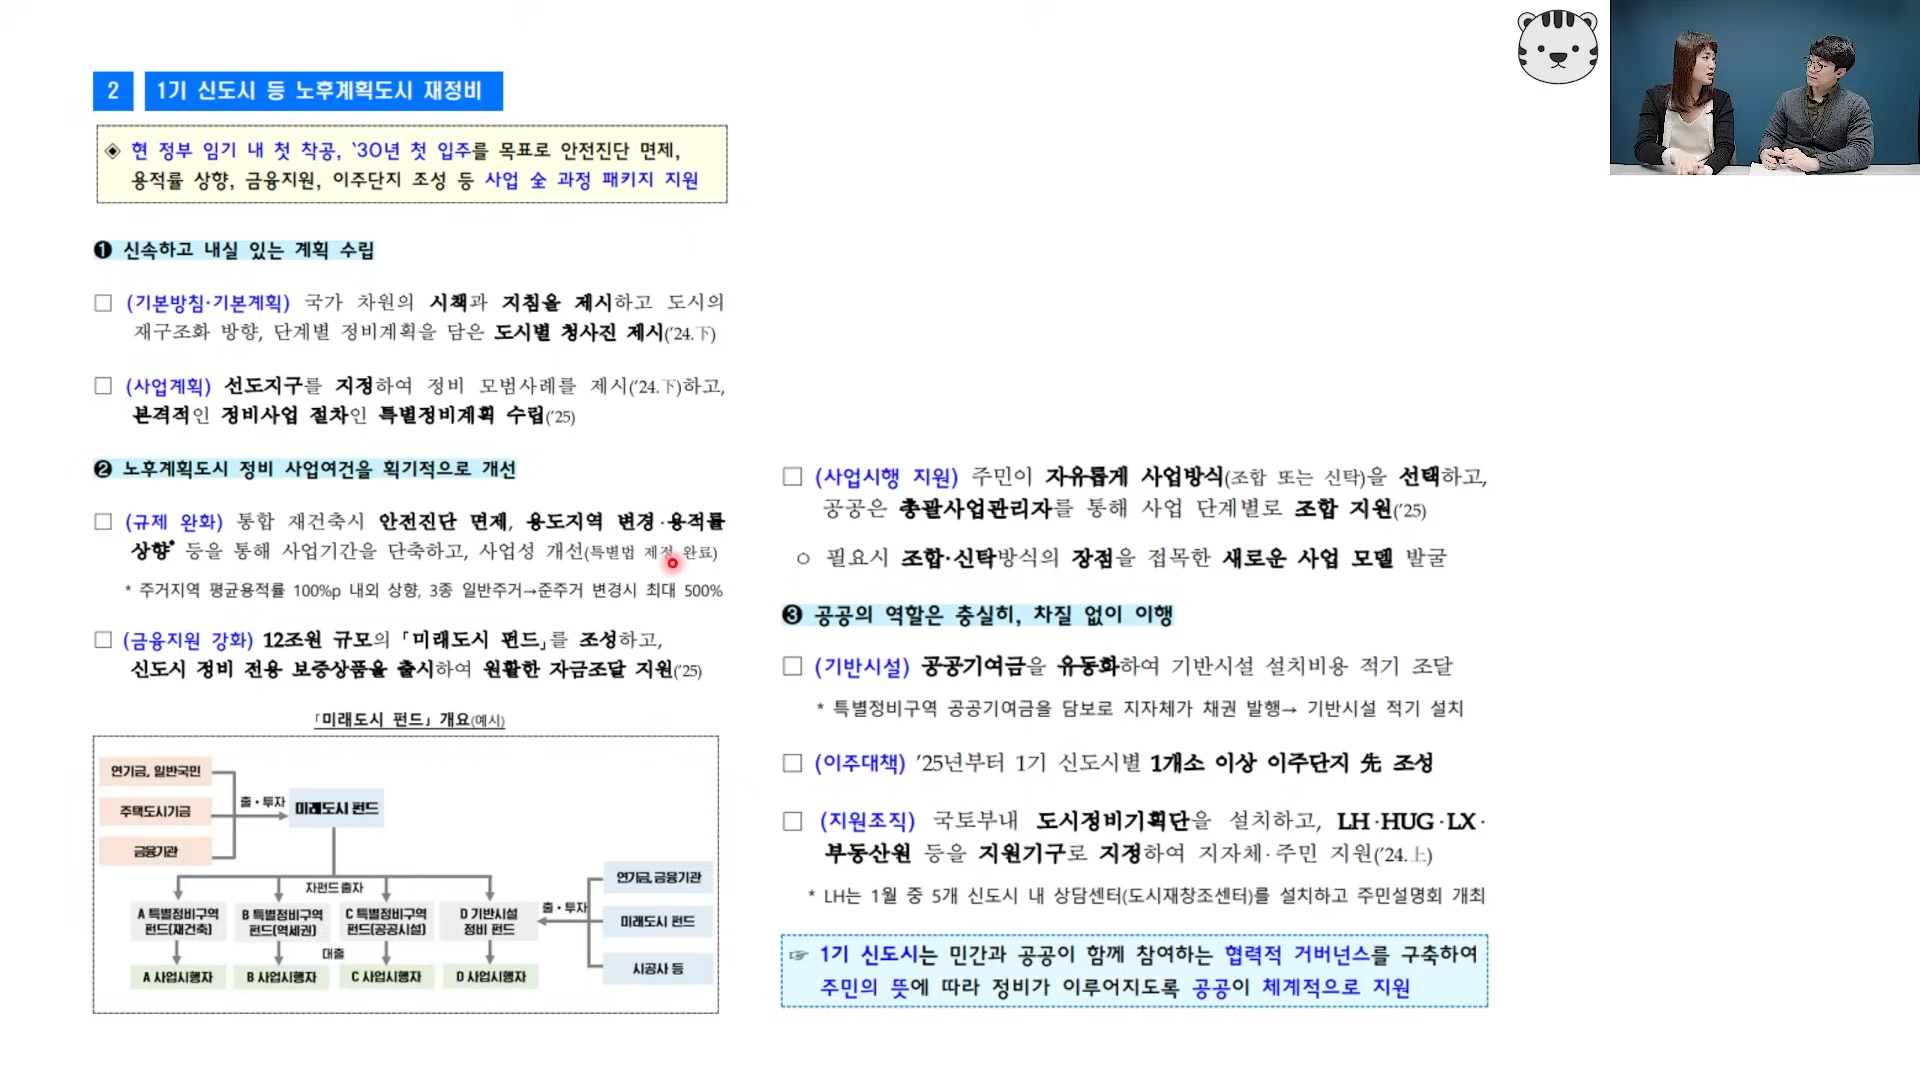 2 1기 신도시 등 노후계획도시 재정비
◈ 현 정부 임기 내 첫 착공, `30년 첫 입주를 목표로 안전진단 면제,
용적률 상향, 금융지원, 이주단지 조성 등 사업 全 과정 패키지 지원
❶ 신속하고 내실 있는 계획 수립
□ (기본방침·기본계획) 국가 차원의 시책과 지침을 제시하고 도시의
재구조화 방향, 단계별 정비계획을 담은 도시별 청사진 제시('24.下)
□ (사업계획) 선도지구를 지정하여 정비 모범사례를 제시('24.下)하고,
본격적인 정비사업 절차인 특별정비계획 수립('25)
❷ 노후계획도시 정비 사업여건을 획기적으로 개선
□ (규제 완화) 통합 재건축시 안전진단 면제, 용도지역 변경·용적률
상향* 등을 통해 사업기간을 단축하고, 사업성 개선(특별법 제정 완료)
* 주거지역 평균용적률 100%p 내외 상향, 3종 일반주거→준주거 변경시 최대 500%
□ (금융지원 강화) 12조원 규모의 「미래도시 펀드」를 조성하고,
신도시 정비 전용 보증상품을 출시하여 원활한 자금조달 지원('25)
「미래도시 펀드」 개요(예시)
연기금, 일반국민
주택도시기금
금융기관
출·투자
미래도시 펀드
자펀드 출자
A 특별정비구역
펀드(재건축)
B 특별정비구역
펀드(역세권)
C 특별정비구역
펀드(공공시설)
D 기반시설
정비 펀드
대출
A 사업시행자
B 사업시행자
C 사업시행자
D 사업시행자
출·투자
연기금, 금융기관
미래도시 펀드
시공사 등
□ (사업시행 지원) 주민이 자유롭게 사업방식(조합 또는 신탁)을 선택하고,
공공은 총괄사업관리자를 통해 사업 단계별로 조합 지원('25)
○ 필요시 조합·신탁방식의 장점을 접목한 새로운 사업 모델 발굴
❸ 공공의 역할은 충실히, 차질 없이 이행
□ (기반시설) 공공기여금을 유동화하여 기반시설 설치비용 적기 조달
* 특별정비구역 공공기여금을 담보로 지자체가 채권 발행→ 기반시설 적기 설치
□ (이주대책) '25년부터 1기 신도시별 1개소 이상 이주단지 先 조성
□ (지원조직) 국토부내 도시정비기획단을 설치하고, LH·HUG·LX·
부동산원 등을 지원기구로 지정하여 지자체·주민 지원('24.上)
* LH는 1월 중 5개 신도시 내 상담센터(도시재창조센터)를 설치하고 주민설명회 개최
☞ 1기 신도시는 민간과 공공이 함께 참여하는 협력적 거버넌스를 구축하여
주민의 뜻에 따라 정비가 이루어지도록 공공이 체계적으로 지원